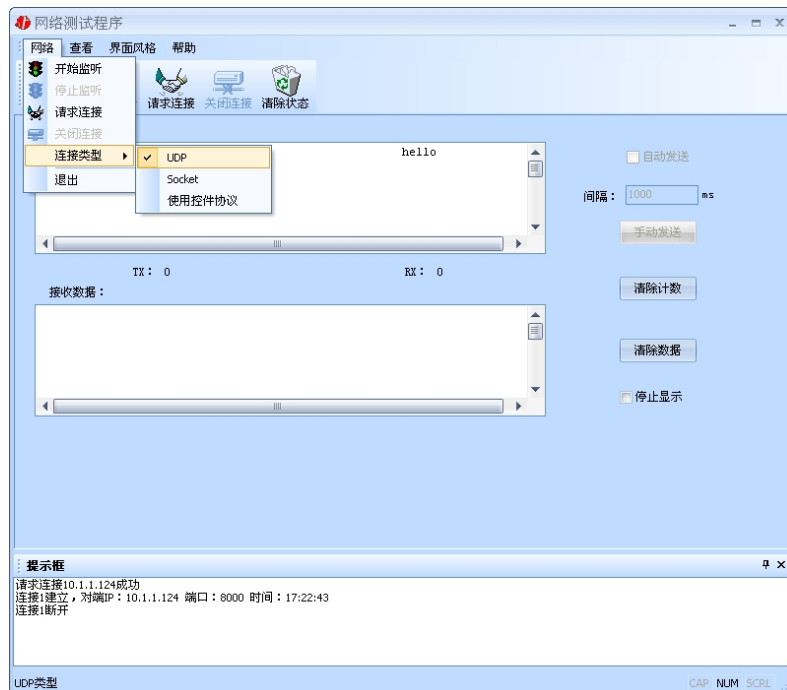 网络测试程序
网络 查看 界面风格 帮助
开始监听
停止监听
请求连接
关闭连接
连接类型
退出
UDP
Socket
使用控件协议
请求连接 关闭连接 清除状态
hello
自动发送
间隔： 1000 ms
手动发送
TX： 0 RX： 0
清除计数
接收数据：
清除数据
停止显示
提示框
请求连接10.1.1.124成功
连接1建立，对端IP：10.1.1.124 端口：8000 时间：17:22:43
连接1断开
UDP类型 CAP NUM SCRL